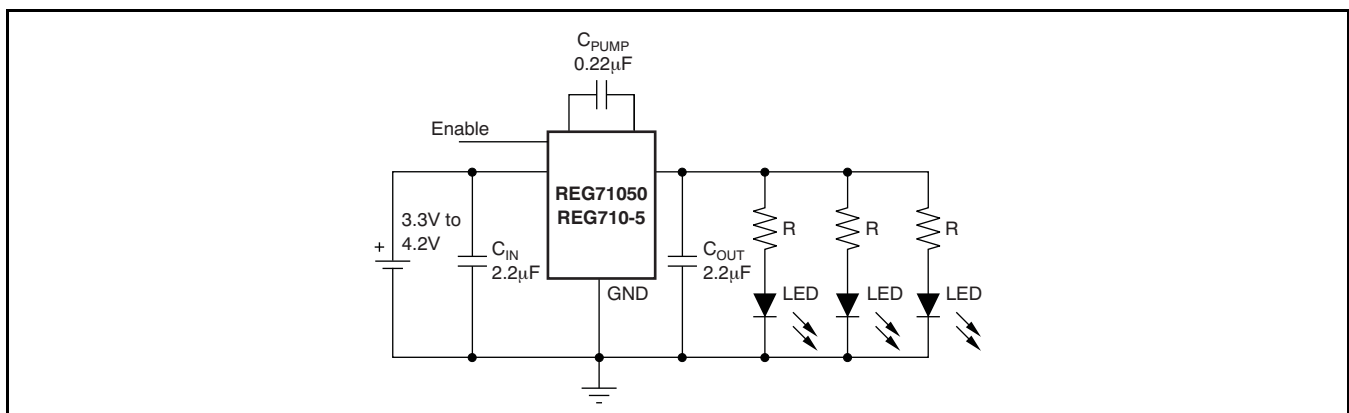 C_PUMP
0.22μF
Enable
REG71050
REG710-5
3.3V to
4.2V
+
C_IN
2.2μF
C_OUT
2.2μF
GND
R
R
R
LED
LED
LED